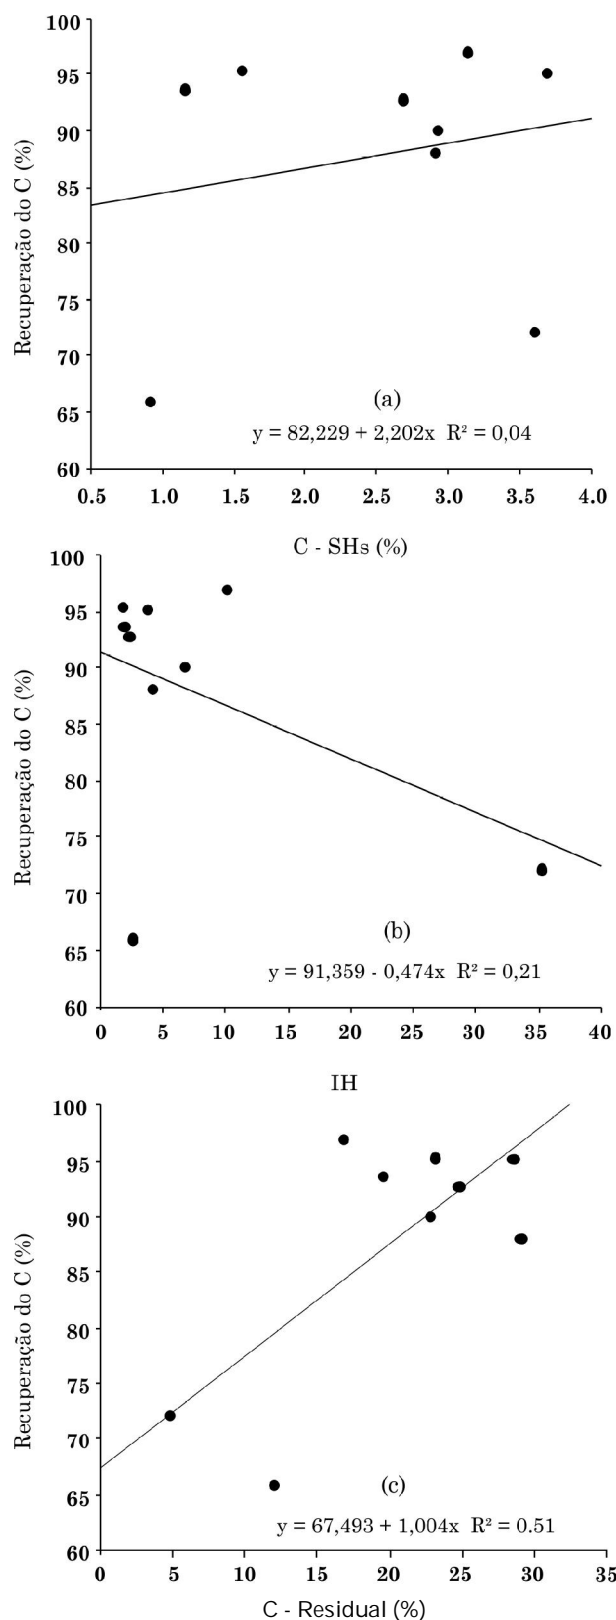 100
95
90
85
80
75
70
65
60
Recuperação do C (%)
(a)
y = 82,229 + 2,202x R² = 0,04
0.5 1.0 1.5 2.0 2.5 3.0 3.5 4.0
C - SHs (%)
100
95
90
85
80
75
70
65
60
Recuperação do C (%)
(b)
y = 91,359 - 0,474x R² = 0,21
0 5 10 15 20 25 30 35 40
IH
100
95
90
85
80
75
70
65
60
Recuperação do C (%)
(c)
y = 67,493 + 1,004x R² = 0.51
0 5 10 15 20 25 30 35
C - Residual (%)